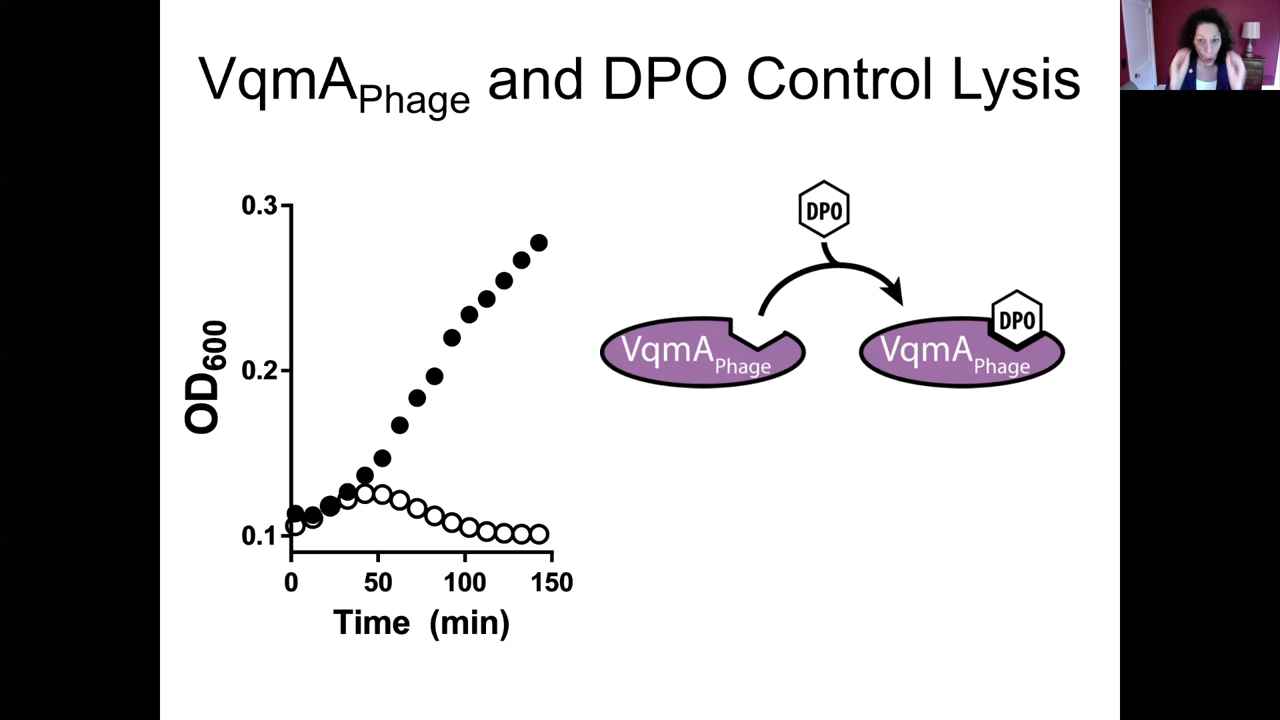 VqmAPhage and DPO Control Lysis
0.3
0.2
0.1
OD600
0
50
100
150
Time (min)
DPO
VqmAPhage
DPO
VqmAPhage